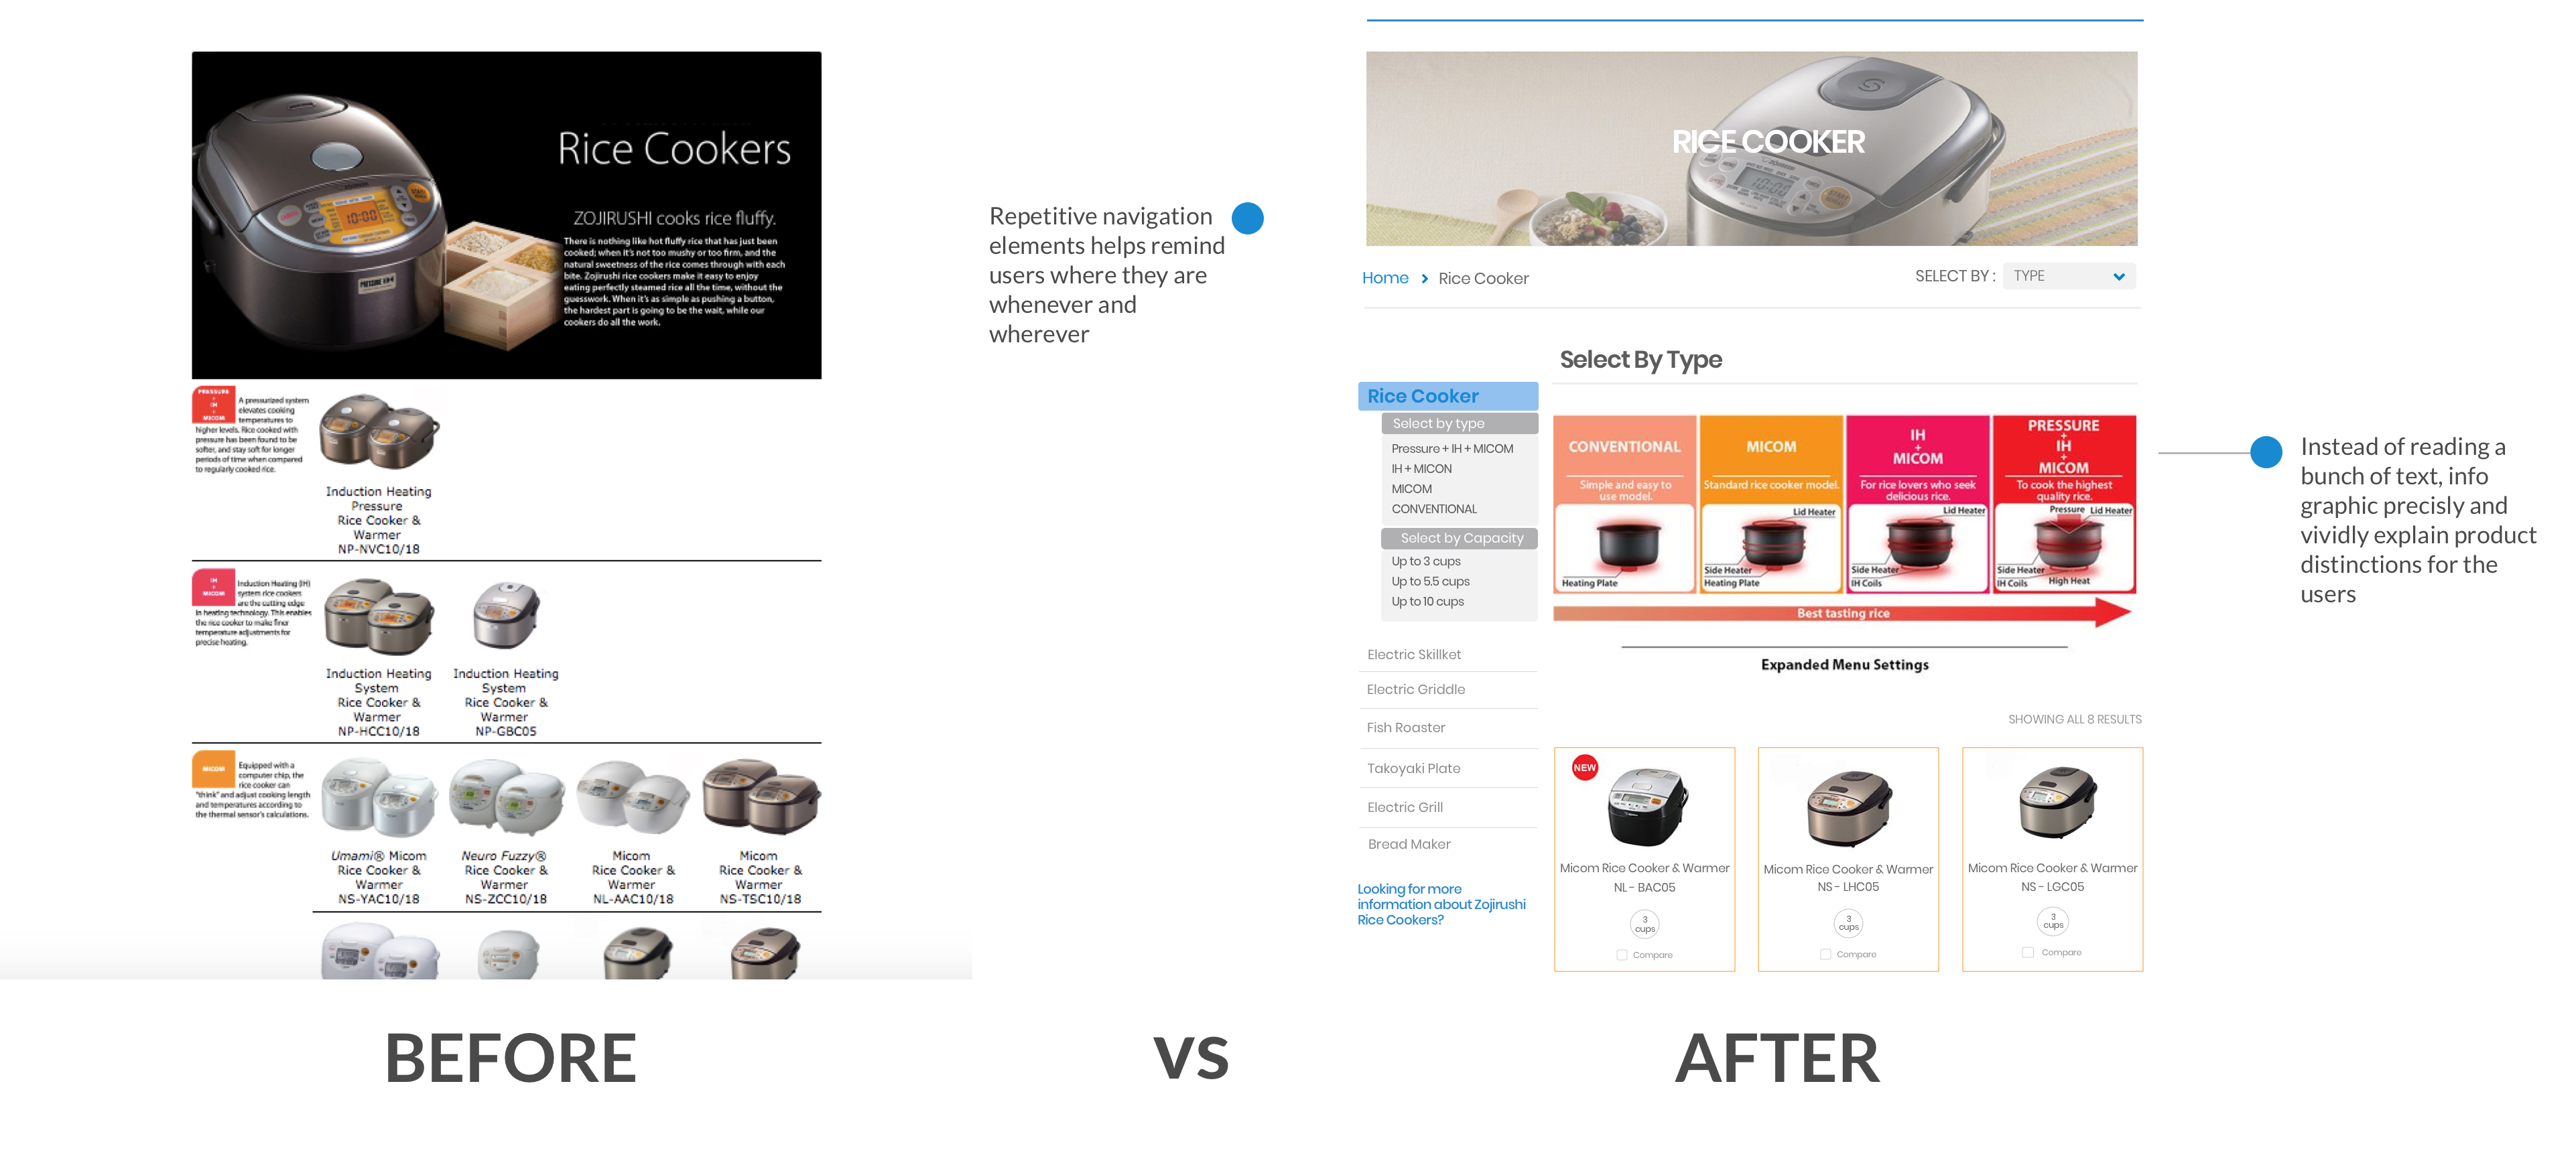 Rice Cookers
ZOJIRUSHI cooks rice fluffy.
There is nothing like hot fluffy rice that has just been
cooked; when it's not too mushy or too firm, and the
natural sweetness of the rice comes through with each
bite. Zojirushi rice cookers make it easy to enjoy
eating perfectly steamed rice all the time, without the
guesswork. When it's as simple as pushing a button,
the hardest part is going to be the wait, while our
cookers do all the work.
10:00
PRESSURE IH
PRESSURE
+
IH
+
MICOM
A pressurized system
elevates cooking
temperatures to
higher levels. Rice cooked with
pressure has been found to be
softer, and stay soft for longer
periods of time when compared
to regularly cooked rice.
Induction Heating
Pressure
Rice Cooker &
Warmer
NP-NVC10/18
IH
+
MICOM
Induction Heating (IH)
system rice cookers
are the cutting edge
in heating technology. This enables
the rice cooker to make finer
temperature adjustments for
precise heating.
Induction Heating
System
Rice Cooker &
Warmer
NP-HCC10/18
Induction Heating
System
Rice Cooker &
Warmer
NP-GBC05
MICOM
Equipped with a
computer chip, the
rice cooker can
"think" and adjust cooking length
and temperatures according to
the thermal sensor's calculations.
Umami® Micom
Rice Cooker &
Warmer
NS-YAC10/18
Neuro Fuzzy®
Rice Cooker &
Warmer
NS-ZCC10/18
Micom
Rice Cooker &
Warmer
NL-AAC10/18
Micom
Rice Cooker &
Warmer
NS-TSC10/18
BEFORE
Repetitive navigation
elements helps remind
users where they are
whenever and
wherever
VS
RICE COOKER
ZOJIRUSHI
10:00
Home > Rice Cooker
SELECT BY : TYPE
Select By Type
Rice Cooker
Select by type
Pressure + IH + MICOM
IH + MICON
MICOM
CONVENTIONAL
Select by Capacity
Up to 3 cups
Up to 5.5 cups
Up to 10 cups
Electric Skillket
Electric Griddle
Fish Roaster
Takoyaki Plate
Electric Grill
Bread Maker
Looking for more
information about Zojirushi
Rice Cookers?
CONVENTIONAL
Simple and easy to
use model.
Heating Plate
MICOM
Standard rice cooker model.
Lid Heater
Side Heater
Heating Plate
IH
+
MICOM
For rice lovers who seek
delicious rice.
Lid Heater
Side Heater
IH Coils
PRESSURE
+
IH
+
MICOM
To cook the highest
quality rice.
Pressure Lid Heater
Side Heater
IH Coils High Heat
Best tasting rice
Expanded Menu Settings
SHOWING ALL 8 RESULTS
NEW
Micom Rice Cooker & Warmer
NL - BAC05
3
cups
Compare
Micom Rice Cooker & Warmer
NS - LHC05
3
cups
Compare
Micom Rice Cooker & Warmer
NS - LGC05
3
cups
Compare
Instead of reading a
bunch of text, info
graphic precisly and
vividly explain product
distinctions for the
users
AFTER